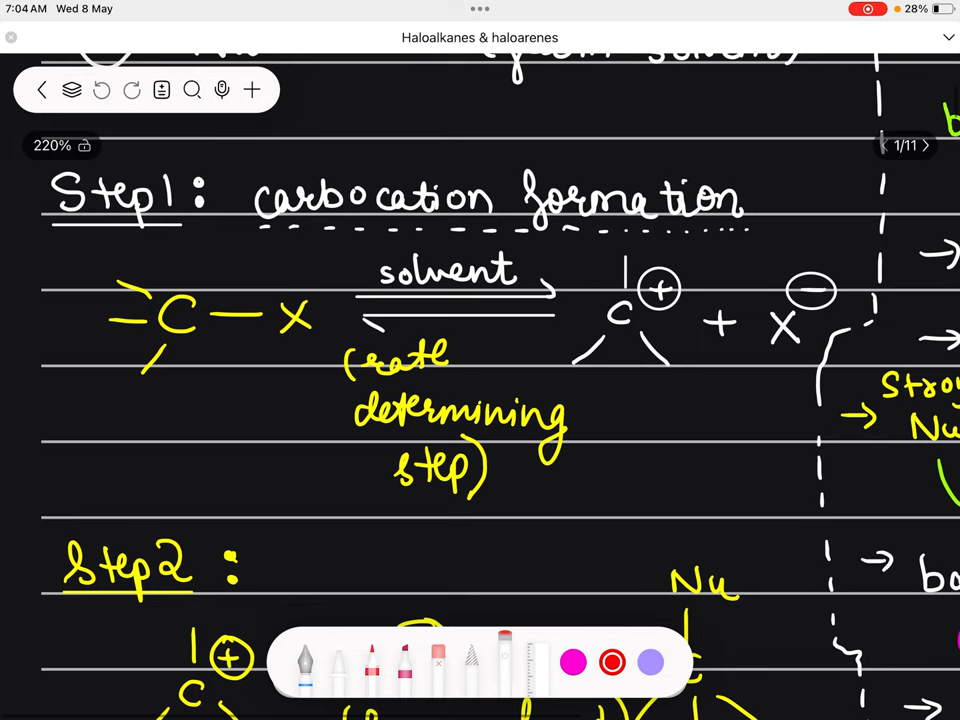 7:04 AM Wed 8 May
28%
Haloalkanes & haloarenes
220%
1/11
Step1: carbocation formation
C — X solvent C + + X −
(rate
determining
step)
Nu
Step2 :
Nu
C +